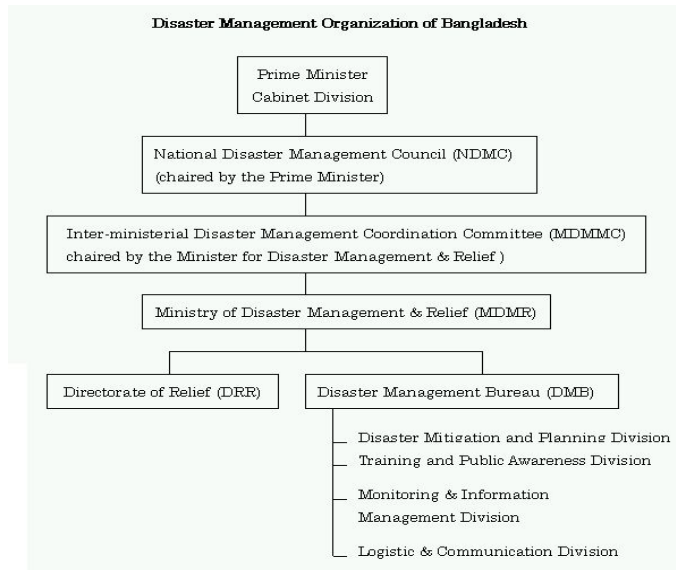 Disaster Management Organization of Bangladesh
Prime Minister
Cabinet Division
National Disaster Management Council (NDMC)
(chaired by the Prime Minister)
Inter-ministerial Disaster Management Coordination Committee (MDMMC)
chaired by the Minister for Disaster Management & Relief )
Ministry of Disaster Management & Relief (MDMR)
Directorate of Relief (DRR)
Disaster Management Bureau (DMB)
Disaster Mitigation and Planning Division
Training and Public Awareness Division
Monitoring & Information
Management Division
Logistic & Communication Division